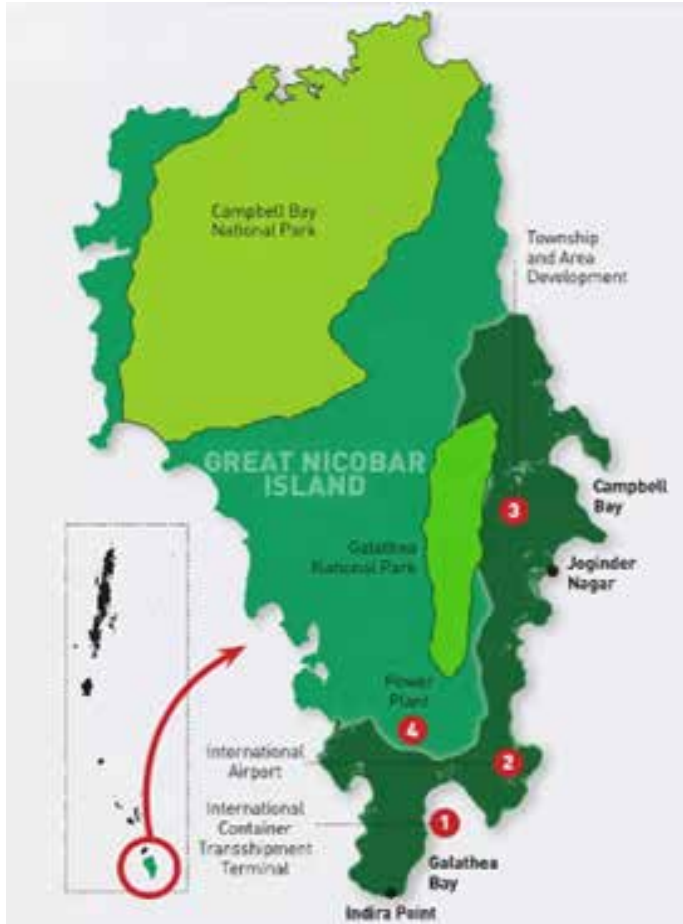 Campbell Bay
National Park
Township
and Area
Development
GREAT NICOBAR
ISLAND
Campbell
Bay
3
Galathea
National Park
Joginder
Nagar
Power
Plant
4
International
Airport
2
International
Container
Transshipment
Terminal
1
Galathea
Bay
Indira Point